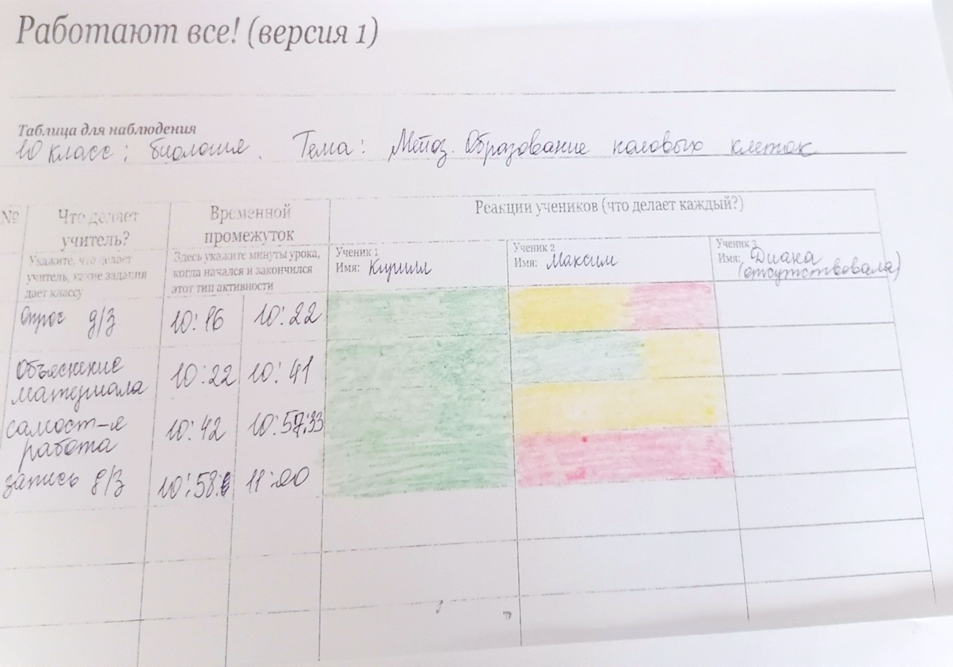 Работают все! (версия 1)
Таблица для наблюдения
10 класс; биология. Тема: Мейоз. Образование половых клеток
№ Что делает учитель? Временной промежуток Реакции учеников (что делает каждый?)
Укажите, что делает учитель, какие задания дает классу
Здесь укажите минуты урока, когда начался и закончился этот тип активности
Ученик 1
Имя: Кирилл
Ученик 2
Имя: Максим
Ученик 3
Имя: Диана
(отсутствовала)
Опрос д/з 10:16 10:22
Объяснение
материала 10:22 10:41
самост-я
работа 10:42 10:57:33
запись д/з 10:58 11:00